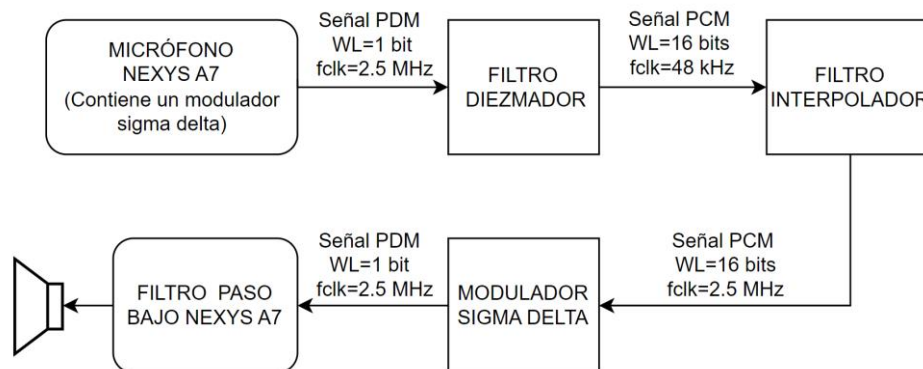 MICRÓFONO
NEXYS A7
(Contiene un modulador
sigma delta)
Señal PDM
WL=1 bit
fclk=2.5 MHz
FILTRO
DIEZMADOR
Señal PCM
WL=16 bits
fclk=48 kHz
FILTRO
INTERPOLADOR
Señal PCM
WL=16 bits
fclk=2.5 MHz
MODULADOR
SIGMA DELTA
Señal PDM
WL=1 bit
fclk=2.5 MHz
FILTRO PASO
BAJO NEXYS A7